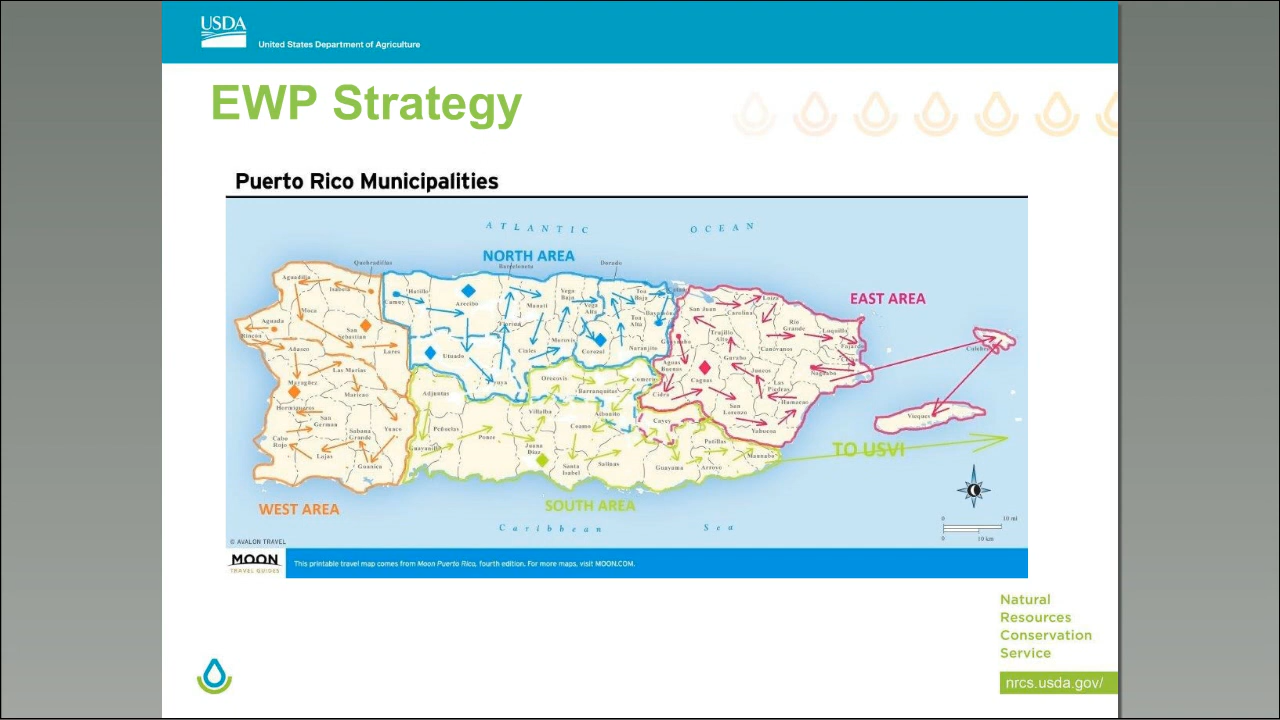 USDA
United States Department of Agriculture
EWP Strategy
Puerto Rico Municipalities
ATLANTIC OCEAN
NORTH AREA
EAST AREA
WEST AREA
SOUTH AREA
TO USVI
Quebradillas
Barceloneta
Dorado
Aguadilla
Isabela
Camuy
Hatillo
Arecibo
Manatí
Vega Baja
Vega Alta
Toa Baja
Toa Alta
Bayamón
San Juan
Carolina
Loíza
Río Grande
Luquillo
Fajardo
Culebra
Moca
Aguada
Rincón
San Sebastián
Añasco
Lares
Utuado
Ciales
Morovis
Corozal
Naranjito
Trujillo Alto
Canóvanas
Gurabo
Juncos
Naguabo
Las Piedras
Humacao
Aguas Buenas
Caguas
Cidra
San Lorenzo
Yabucoa
Las Marías
Mayagüez
Maricao
Hormigueros
San Germán
Sabana Grande
Yauco
Cabo Rojo
Lajas
Guánica
Adjuntas
Peñuelas
Ponce
Orocovis
Barranquitas
Villalba
Aibonito
Coamo
Juana Díaz
Santa Isabel
Salinas
Cayey
Guayama
Patillas
Arroyo
Maunabo
Vieques
Caribbean Sea
0 10 mi
0 10 km
© AVALON TRAVEL
MOON
TRAVEL GUIDES
This printable travel map comes from Moon Puerto Rico, fourth edition. For more maps, visit MOON.COM.
Natural
Resources
Conservation
Service
nrcs.usda.gov/